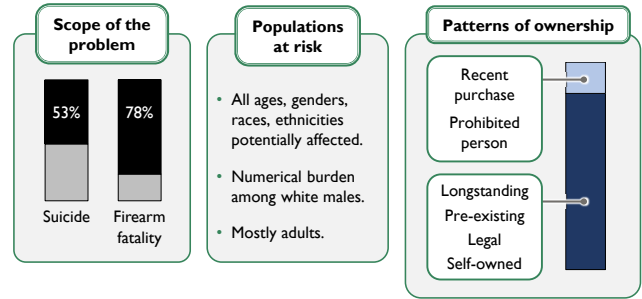 Scope of the
problem
53%
78%
Suicide
Firearm
fatality
Populations
at risk
• All ages, genders,
races, ethnicities
potentially affected.
• Numerical burden
among white males.
• Mostly adults.
Patterns of ownership
Recent
purchase
Prohibited
person
Longstanding
Pre-existing
Legal
Self-owned